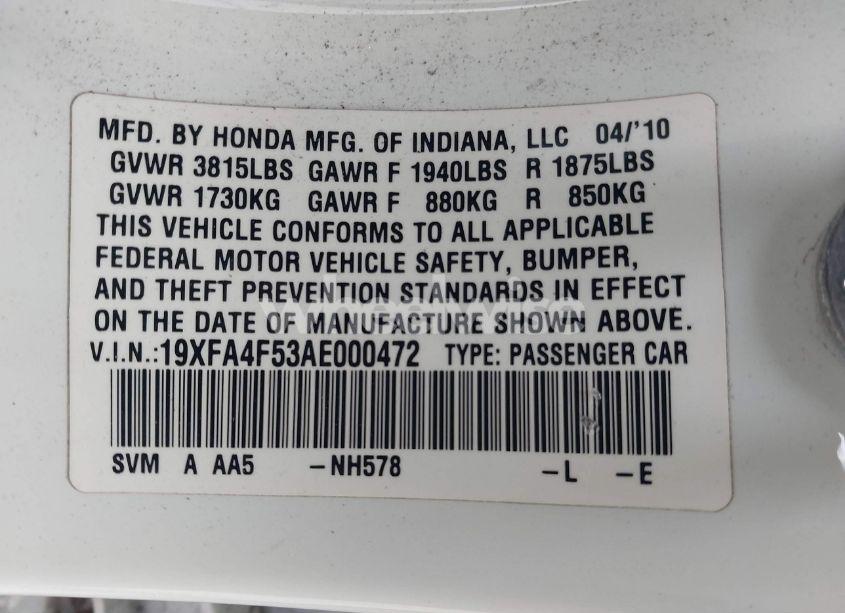 MFD. BY HONDA MFG. OF INDIANA, LLC 04/'10
GVWR 3815LBS GAWR F 1940LBS R 1875LBS
GVWR 1730KG GAWR F 880KG R 850KG
THIS VEHICLE CONFORMS TO ALL APPLICABLE
FEDERAL MOTOR VEHICLE SAFETY, BUMPER,
AND THEFT PREVENTION STANDARDS IN EFFECT
ON THE DATE OF MANUFACTURE SHOWN ABOVE.
V.I.N.:19XFA4F53AE000472 TYPE: PASSENGER CAR
SVM A AA5 -NH578 -L -E